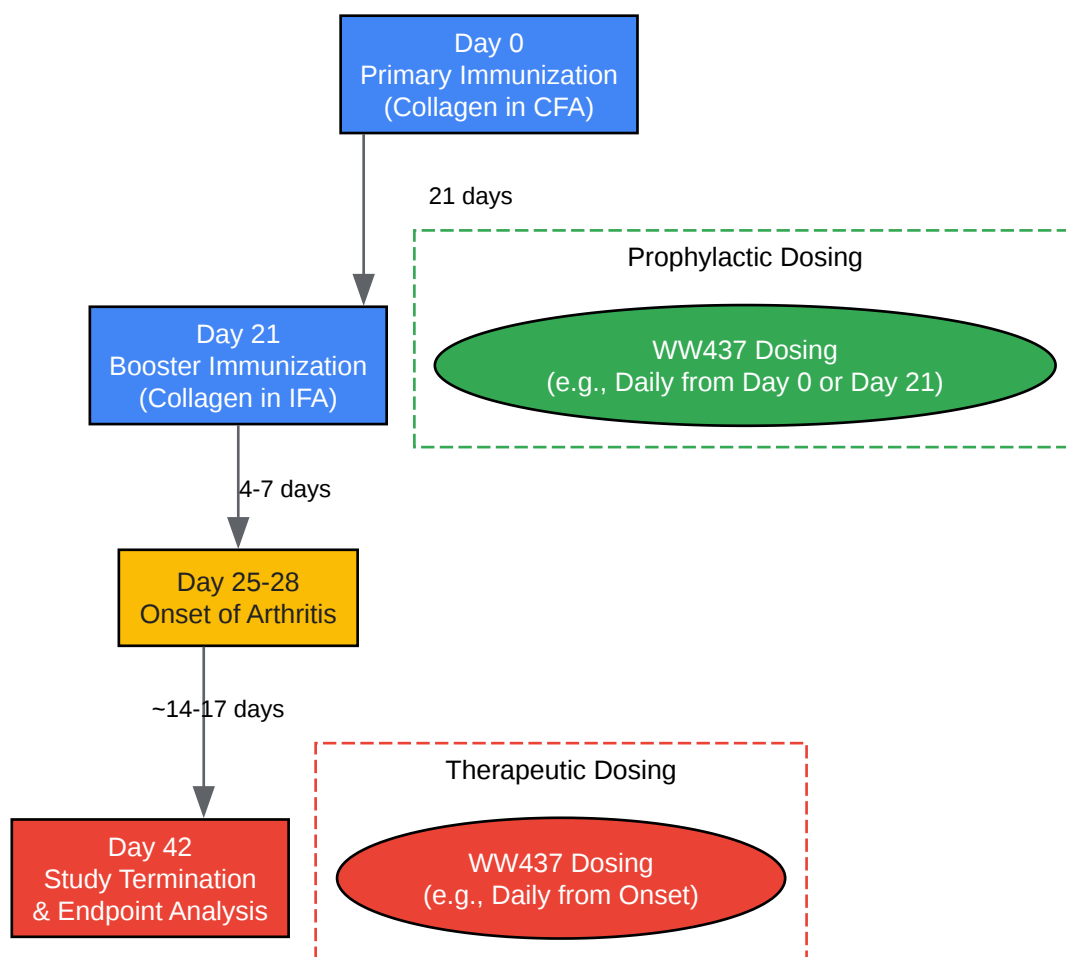 Day 0
Primary Immunization
(Collagen in CFA)
21 days
Prophylactic Dosing
WW437 Dosing
(e.g., Daily from Day 0 or Day 21)
Day 21
Booster Immunization
(Collagen in IFA)
4-7 days
Day 25-28
Onset of Arthritis
~14-17 days
Therapeutic Dosing
WW437 Dosing
(e.g., Daily from Onset)
Day 42
Study Termination
& Endpoint Analysis